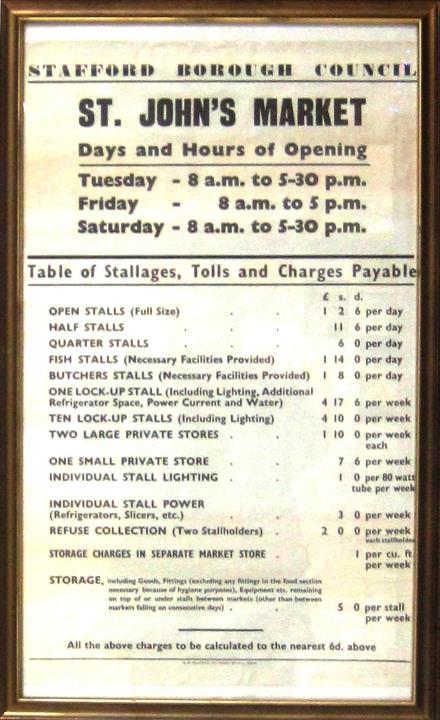 STAFFORD BOROUGH COUNCIL
ST. JOHN'S MARKET
Days and Hours of Opening
Tuesday - 8 a.m. to 5-30 p.m.
Friday - 8 a.m. to 5 p.m.
Saturday - 8 a.m. to 5-30 p.m.
Table of Stallages, Tolls and Charges Payable
£ s. d.
OPEN STALLS (Full Size) . . 1 2 6 per day
HALF STALLS . . . 11 6 per day
QUARTER STALLS . . . 6 0 per day
FISH STALLS (Necessary Facilities Provided) 1 14 0 per day
BUTCHERS STALLS (Necessary Facilities Provided) 1 8 0 per day
ONE LOCK-UP STALL (Including Lighting, Additional
Refrigerator Space, Power Current and Water) 4 17 6 per week
TEN LOCK-UP STALLS (Including Lighting) 4 10 0 per week
TWO LARGE PRIVATE STORES . . 1 10 0 per week
each
ONE SMALL PRIVATE STORE . . 7 6 per week
INDIVIDUAL STALL LIGHTING . . 1 0 per 80 watt
tube per week
INDIVIDUAL STALL POWER
(Refrigerators, Slicers, etc.) . . 3 0 per week
REFUSE COLLECTION (Two Stallholders) . 2 0 0 per week
each stallholder
STORAGE CHARGES IN SEPARATE MARKET STORE . 1 per cu. ft.
per week
STORAGE, including Goods, Fittings (excluding any fittings in the food section
necessary because of hygiene purposes), Equipment etc. remaining
on top of or under stalls between markets (other than between
markets falling on consecutive days) . . 5 0 per stall
per week
All the above charges to be calculated to the nearest 6d. above